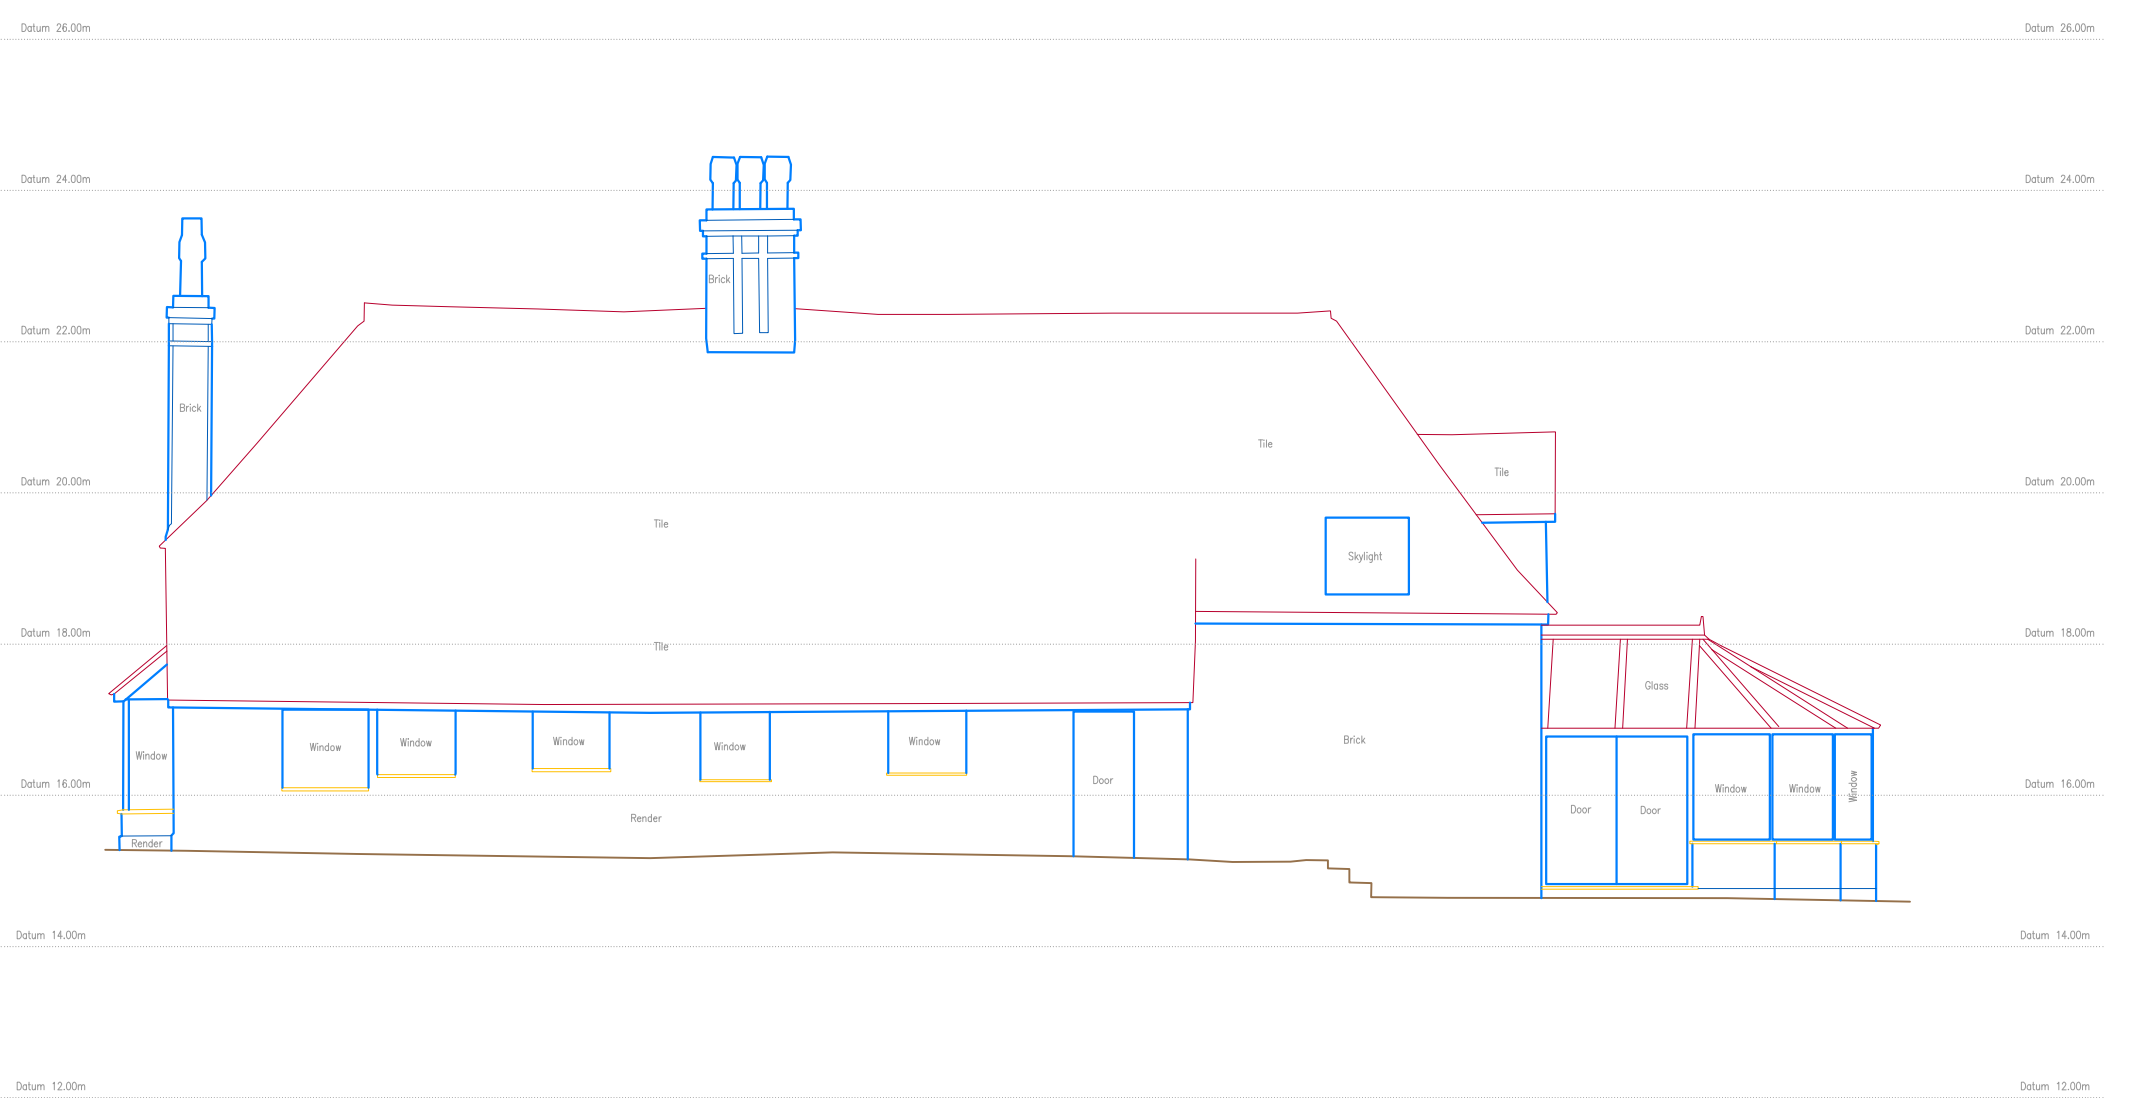 Datum 26.00m
Datum 26.00m
Datum 24.00m
Datum 24.00m
Brick
Datum 22.00m
Datum 22.00m
Brick
Tile
Tile
Datum 20.00m
Datum 20.00m
Tile
Skylight
Datum 18.00m
Datum 18.00m
Tile
Glass
Window
Window
Window
Window
Window
Window
Brick
Door
Datum 16.00m
Datum 16.00m
Window
Window
Window
Door
Door
Render
Render
Datum 14.00m
Datum 14.00m
Datum 12.00m
Datum 12.00m